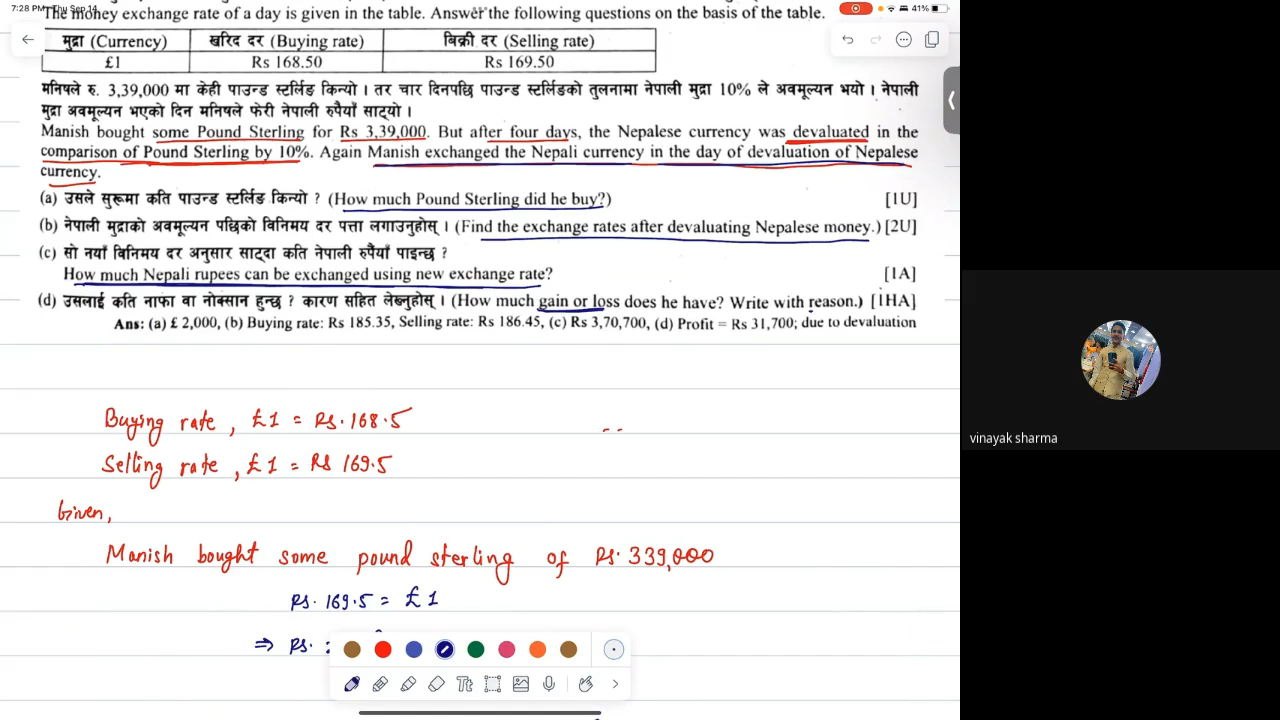 7:28 PM Thu Sep 14
41%
The money exchange rate of a day is given in the table. Answer the following questions on the basis of the table.
मुद्रा (Currency) खरिद दर (Buying rate) बिक्री दर (Selling rate)
£1 Rs 168.50 Rs 169.50
मनिषले रु. 3,39,000 मा केही पाउन्ड स्टर्लिङ किन्यो । तर चार दिनपछि पाउन्ड स्टर्लिङको तुलनामा नेपाली मुद्रा 10% ले अवमूल्यन भयो । नेपाली
मुद्रा अवमूल्यन भएको दिन मनिषले फेरी नेपाली रुपैयाँ साट्यो ।
Manish bought some Pound Sterling for Rs 3,39,000. But after four days, the Nepalese currency was devaluated in the
comparison of Pound Sterling by 10%. Again Manish exchanged the Nepali currency in the day of devaluation of Nepalese
currency.
(a) उसले सुरूमा कति पाउन्ड स्टर्लिङ किन्यो ? (How much Pound Sterling did he buy?) [1U]
(b) नेपाली मुद्राको अवमूल्यन पछिको विनिमय दर पत्ता लगाउनुहोस् । (Find the exchange rates after devaluating Nepalese money.) [2U]
(c) सो नयाँ विनिमय दर अनुसार साट्दा कति नेपाली रुपैँयाँ पाइन्छ ?
How much Nepali rupees can be exchanged using new exchange rate? [1A]
(d) उसलाई कति नाफा वा नोक्सान हुन्छ ? कारण सहित लेख्नुहोस् । (How much gain or loss does he have? Write with reason.) [1HA]
Ans: (a) £ 2,000, (b) Buying rate: Rs 185.35, Selling rate: Rs 186.45, (c) Rs 3,70,700, (d) Profit = Rs 31,700; due to devaluation
Buying rate , £1 = Rs. 168.5
Selling rate , £1 = Rs 169.5
Given,
Manish bought some pound sterling of Rs. 339,000
Rs. 169.5 = £1
⇒ Rs.
Tt
vinayak sharma